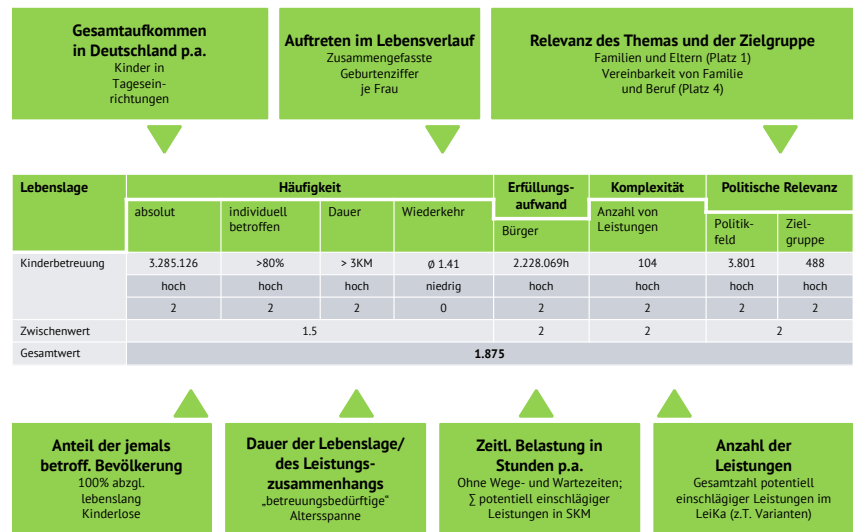 Gesamtaufkommen
in Deutschland p.a.
Kinder in
Tagesein-
richtungen
Auftreten im Lebensverlauf
Zusammengefasste
Geburtenziffer
je Frau
Relevanz des Themas und der Zielgruppe
Familien und Eltern (Platz 1)
Vereinbarkeit von Familie
und Beruf (Platz 4)
Lebenslage
Häufigkeit
Erfüllungs-
aufwand
Komplexität
Politische Relevanz
absolut
individuell
betroffen
Dauer
Wiederkehr
Bürger
Anzahl von
Leistungen
Politik-
feld
Ziel-
gruppe
Kinderbetreuung 3.285.126 >80% > 3KM ø 1.41 2.228.069h 104 3.801 488
hoch hoch hoch niedrig hoch hoch hoch hoch
2 2 2 0 2 2 2 2
Zwischenwert 1.5 2 2 2
Gesamtwert 1.875
Anteil der jemals
betroff. Bevölkerung
100% abzgl.
lebenslang
Kinderlose
Dauer der Lebenslage/
des Leistungs-
zusammenhangs
„betreuungsbedürftige"
Altersspanne
Zeitl. Belastung in
Stunden p.a.
Ohne Wege- und Wartezeiten;
∑ potentiell einschlägiger
Leistungen in SKM
Anzahl der
Leistungen
Gesamtzahl potentiell
einschlägiger Leistungen im
LeiKa (z.T. Varianten)